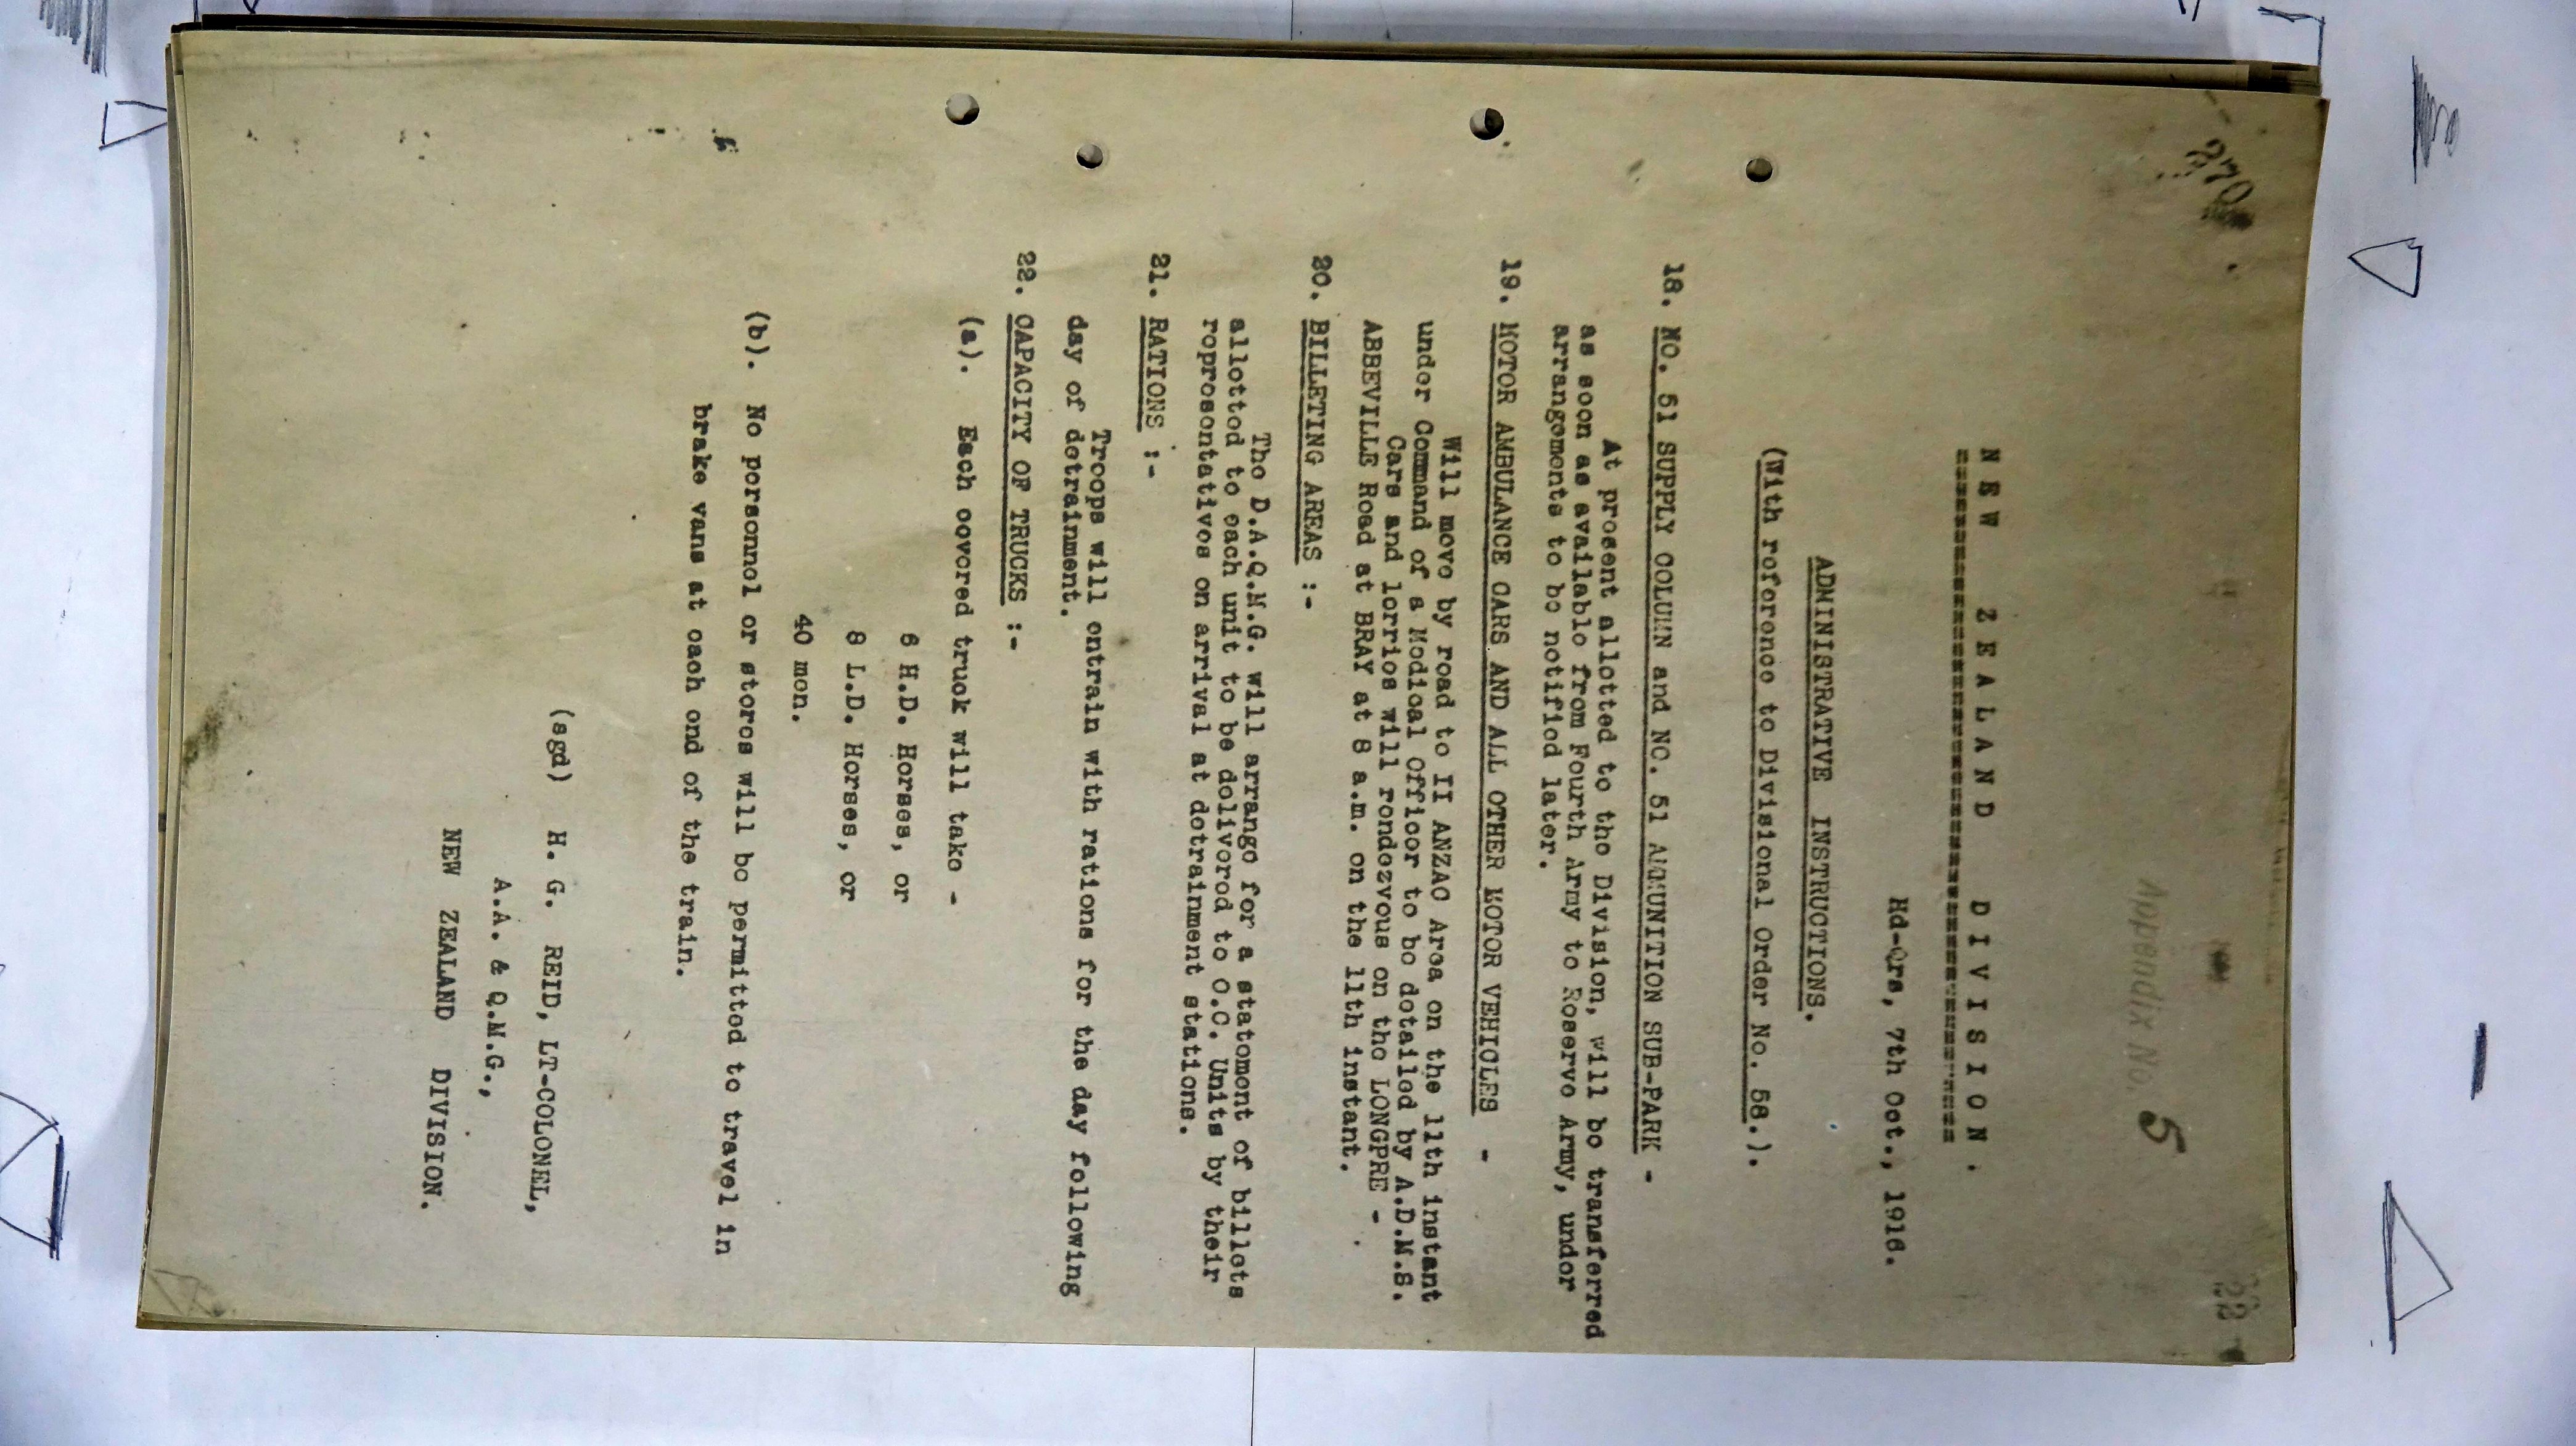 370
22
Appendix No. 5
NEW ZEALAND DIVISION.
==============================
Hd-Qrs, 7th Oct., 1916.
ADMINISTRATIVE INSTRUCTIONS.
(With reference to Divisional Order No. 58.).
18. NO. 51 SUPPLY COLUMN and NO. 51 AMMUNITION SUB-PARK -
At present allotted to the Division, will be transferred
as soon as available from Fourth Army to Reserve Army, under
arrangements to be notified later.
19. MOTOR AMBULANCE CARS AND ALL OTHER MOTOR VEHICLES -
Will move by road to II ANZAC Area on the 11th instant
under Command of a Medical Officer to be detailed by A.D.M.S.
Cars and lorries will rendezvous on the LONGPRE -
ABBEVILLE Road at BRAY at 8 a.m. on the 11th instant.
20. BILLETING AREAS :-
The D.A.Q.M.G. will arrange for a statement of billets
allotted to each unit to be delivered to O.C. Units by their
representatives on arrival at detrainment stations.
21. RATIONS :-
Troops will entrain with rations for the day following
day of detrainment.
22. CAPACITY OF TRUCKS :-
(a). Each covered truck will take -
6 H.D. Horses, or
8 L.D. Horses, or
40 men.
(b). No personnel or stores will be permitted to travel in
brake vans at each end of the train.
(sgd) H. G. REID, LT-COLONEL,
A.A. & Q.M.G.,
NEW ZEALAND DIVISION.